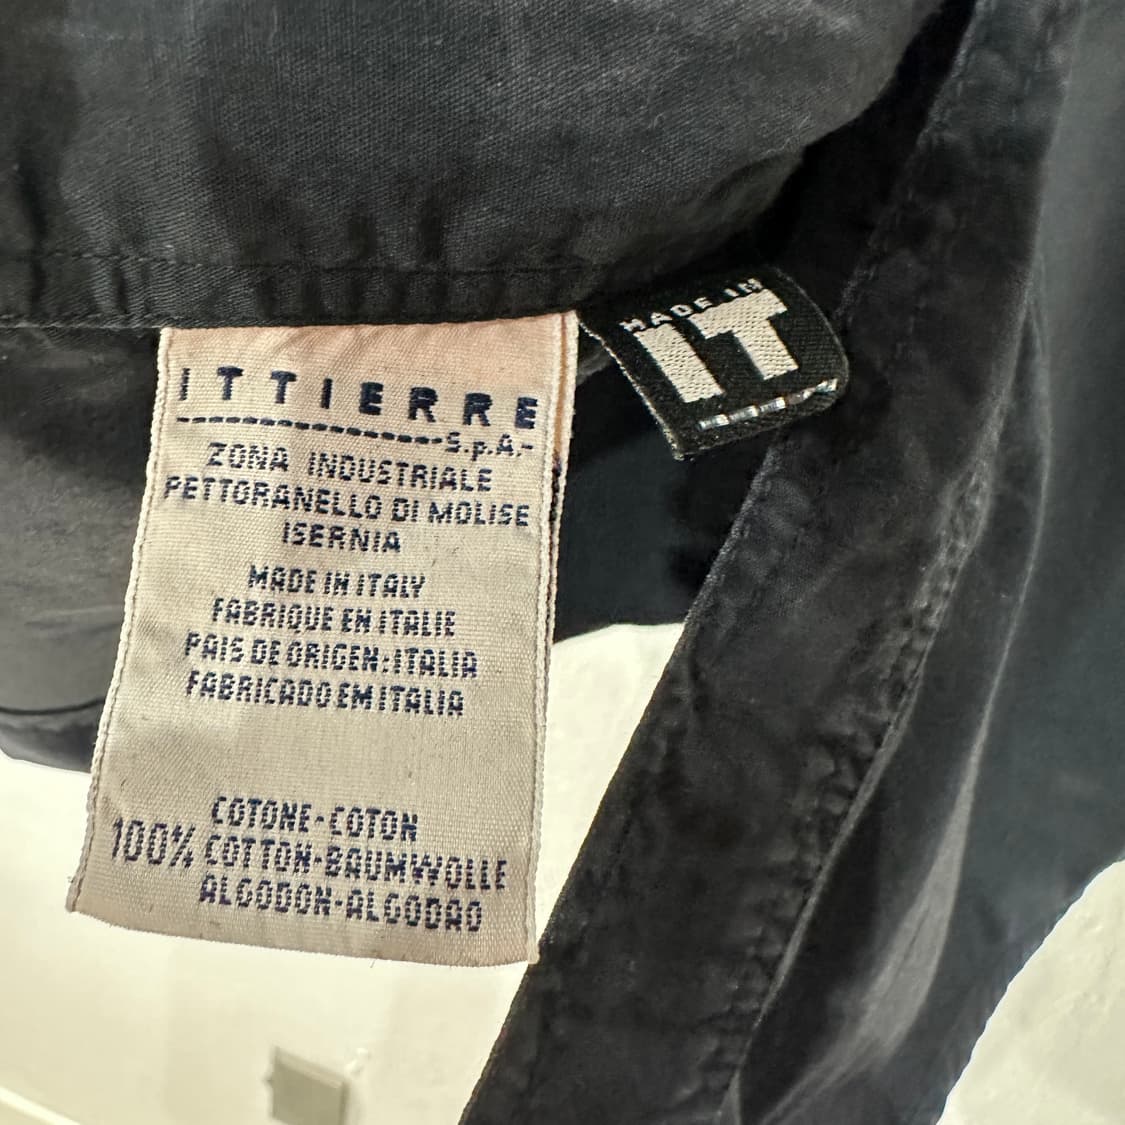 ITTIERRE
S.p.A.-
ZONA INDUSTRIALE
PETTORANELLO DI MOLISE
ISERNIA
MADE IN ITALY
FABRIQUE EN ITALIE
PAIS DE ORIGEN:ITALIA
FABRICADO EM ITALIA
COTONE-COTON
100% COTTON-BAUMWOLLE
ALGODON-ALGODAO
MADE IN
IT